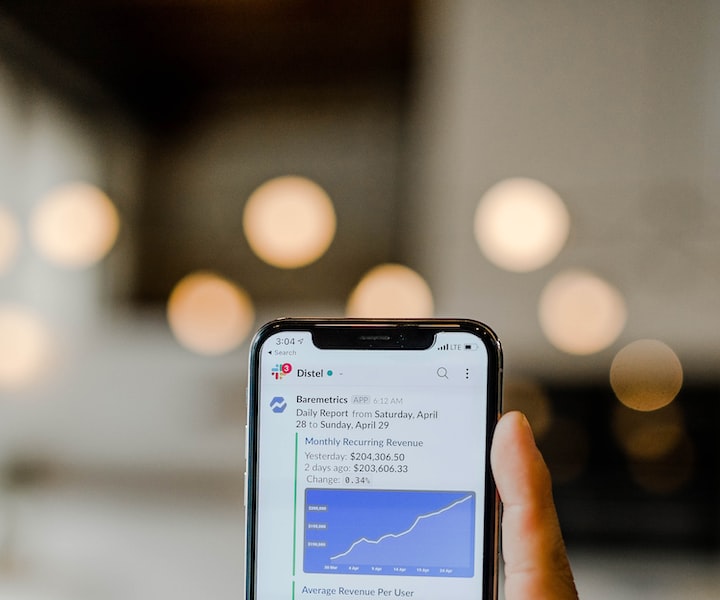 3:04
Search
LTE
3
Distel
Baremetrics APP 6:12 AM
Daily Report from Saturday, April
28 to Sunday, April 29
Monthly Recurring Revenue
Yesterday: $204,306.50
2 days ago: $203,606.33
Change: 0.34%
Average Revenue Per User